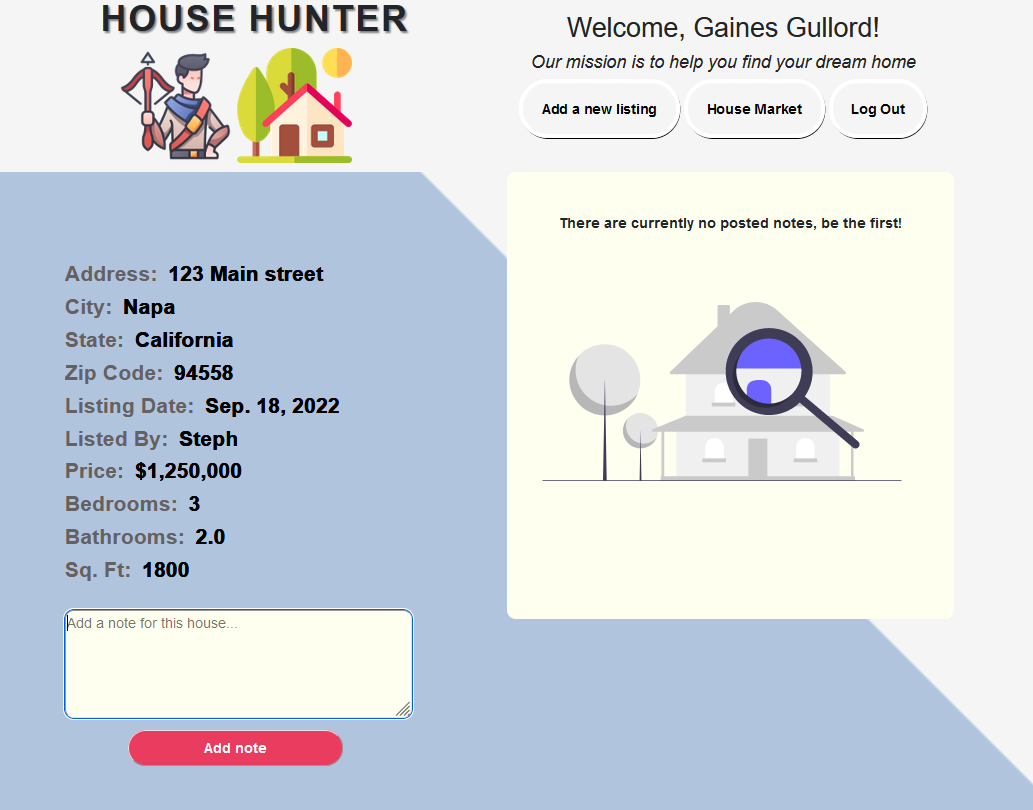 HOUSE HUNTER
Welcome, Gaines Gullord!
Our mission is to help you find your dream home
Add a new listing
House Market
Log Out
Address: 123 Main street
City: Napa
State: California
Zip Code: 94558
Listing Date: Sep. 18, 2022
Listed By: Steph
Price: $1,250,000
Bedrooms: 3
Bathrooms: 2.0
Sq. Ft: 1800
Add a note for this house...
Add note
There are currently no posted notes, be the first!